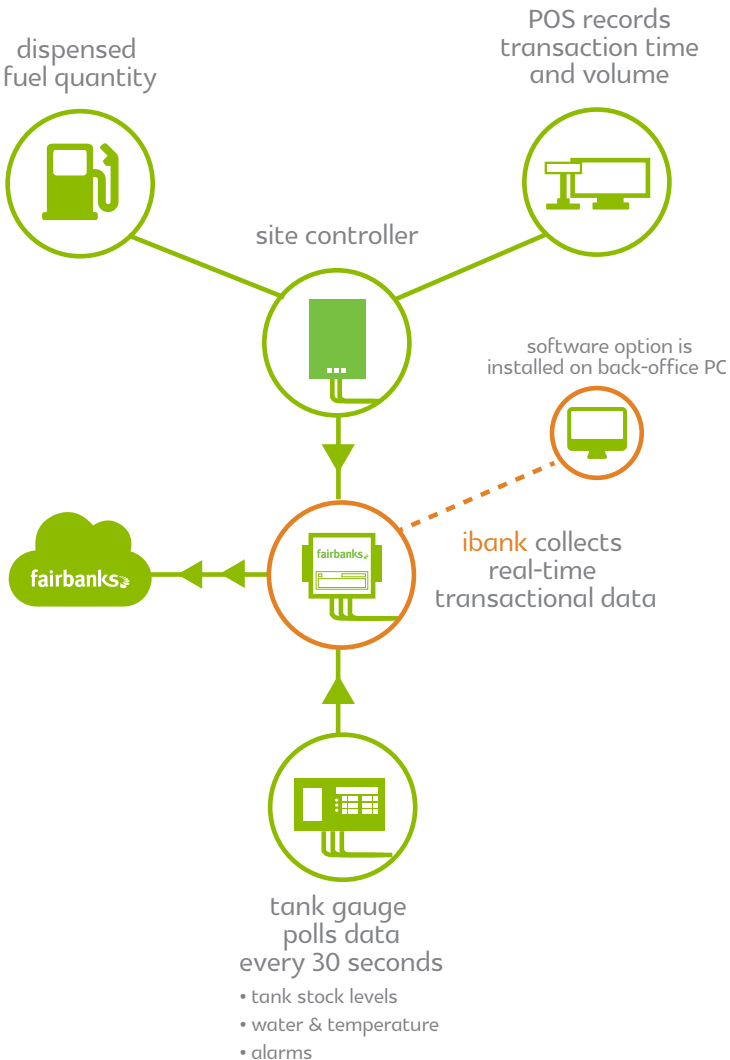 dispensed
fuel quantity
POS records
transaction time
and volume
site controller
software option is
installed on back-office PC
fairbanks
fairbanks
ibank collects
real-time
transactional data
tank gauge
polls data
every 30 seconds
• tank stock levels
• water & temperature
• alarms